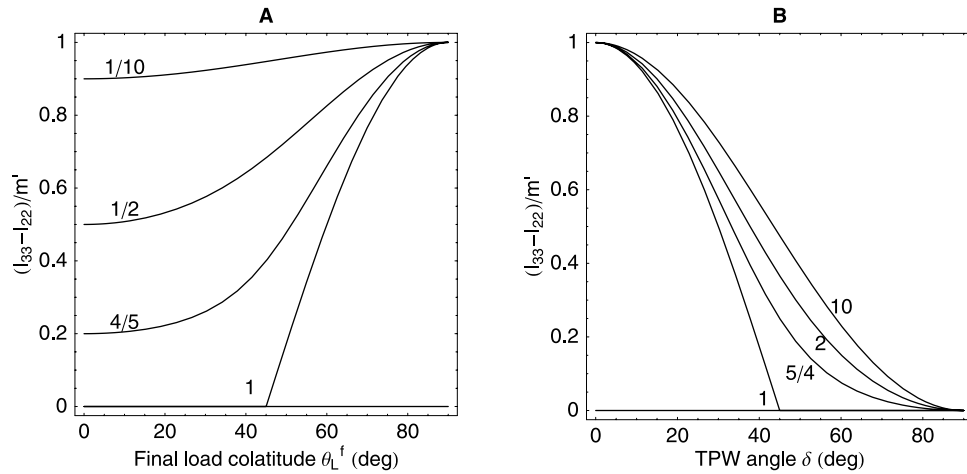 A
(I₃₃−I₂₂)/m'
1
0.8
0.6
0.4
0.2
0
1/10
1/2
4/5
1
0 20 40 60 80
Final load colatitude θ_L^f (deg)
B
(I₃₃−I₂₂)/m'
1
0.8
0.6
0.4
0.2
0
10
2
5/4
1
0 20 40 60 80
TPW angle δ (deg)